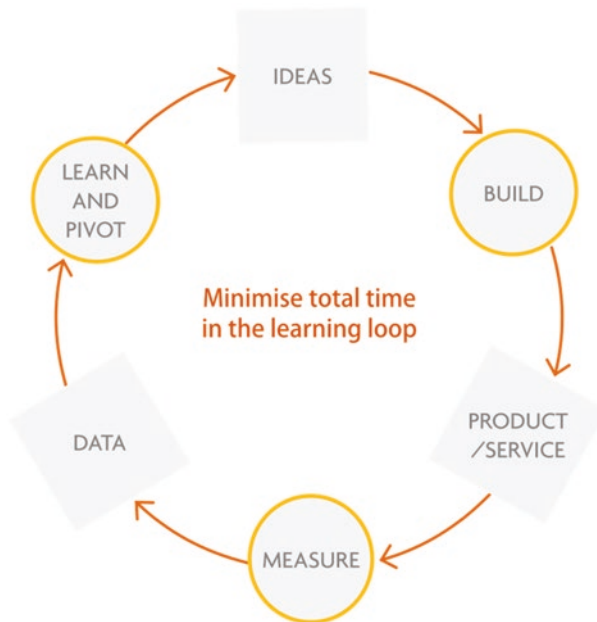 IDEAS
BUILD
PRODUCT
/SERVICE
MEASURE
DATA
LEARN
AND
PIVOT
Minimise total time
in the learning loop